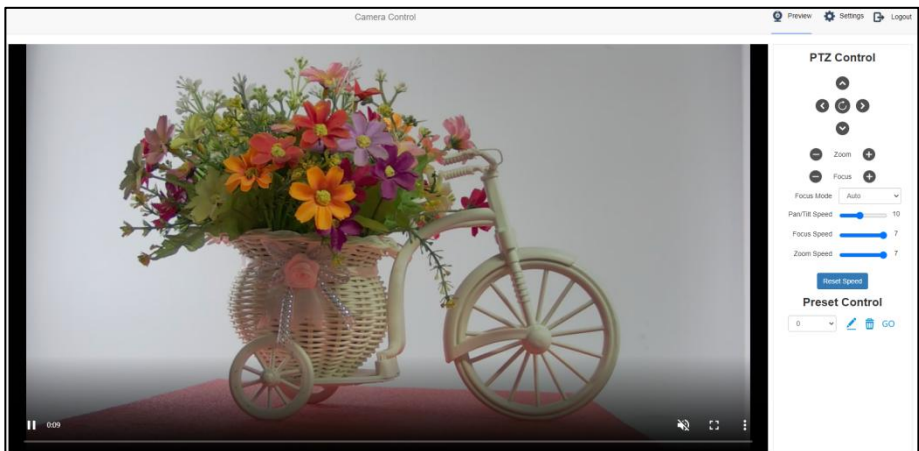 Camera Control
Preview Settings Logout
PTZ Control
Zoom
Focus
Focus Mode Auto
Pan/Tilt Speed 10
Focus Speed 7
Zoom Speed 7
Reset Speed
Preset Control
0 GO
0:09